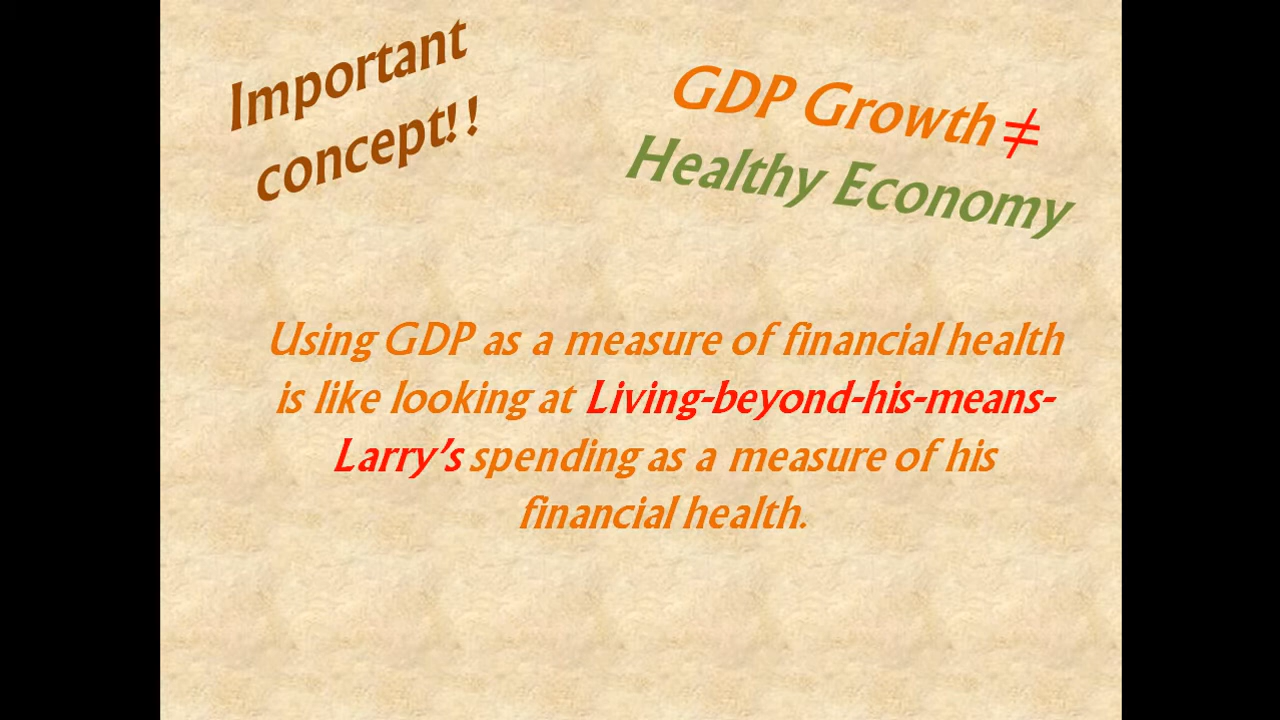 Important
concept!!
GDP Growth≠
Healthy Economy
Using GDP as a measure of financial health
is like looking at Living-beyond-his-means-
Larry's spending as a measure of his
financial health.